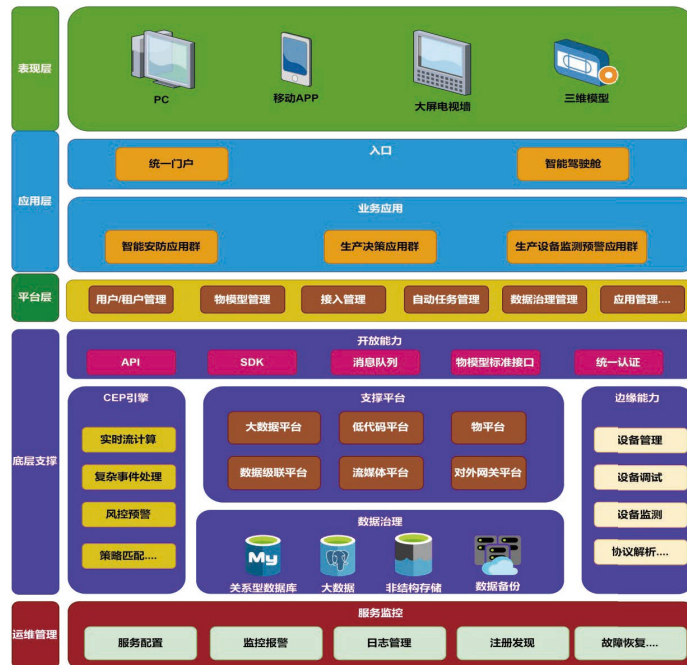 表现层
PC
移动APP
大屏电视墙
三维模型
应用层
入口
统一门户
智能驾驶舱
业务应用
智能安防应用群
生产决策应用群
生产设备监测预警应用群
平台层
用户/租户管理
物模型管理
接入管理
自动任务管理
数据治理管理
应用管理....
底层支撑
开放能力
API
SDK
消息队列
物模型标准接口
统一认证
CEP引擎
实时流计算
复杂事件处理
风控预警
策略匹配....
支撑平台
大数据平台
低代码平台
物平台
数据级联平台
流媒体平台
对外网关平台
数据治理
My
关系型数据库
大数据
非结构存储
数据备份
边缘能力
设备管理
设备调试
设备监测
协议解析....
运维管理
服务监控
服务配置
监控报警
日志管理
注册发现
故障恢复....